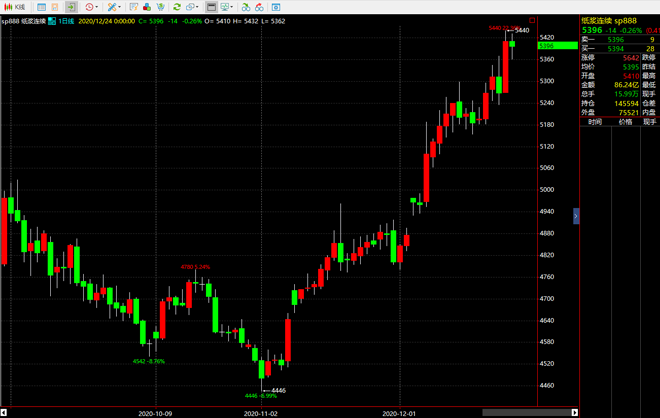 K线
sp888 纸浆连续 1日线 2020/12/24 0:00:00 C= 5396 -14 -0.26% O= 5410 H= 5432 L= 5362
5440
5420
5396
5360
5300
5240
5180
5120
5060
5000
4940
4880
4820
4780 5.24%
4760
4700
4640
4580
4542 -8.76%
4520
4460
4446
4446 -6.99%
2020-10-09 2020-11-02 2020-12-01
纸浆连续 sp888
5396 -14 -0.26%
卖一 5396 9
买一 5394 28
涨停 5642 跌停
均价 5395 昨结
开盘 5410 最高
金额 86.24亿 最低
总手 15.99万 现手
持仓 145594 仓差
外盘 75521 内盘
时间 价格 现手